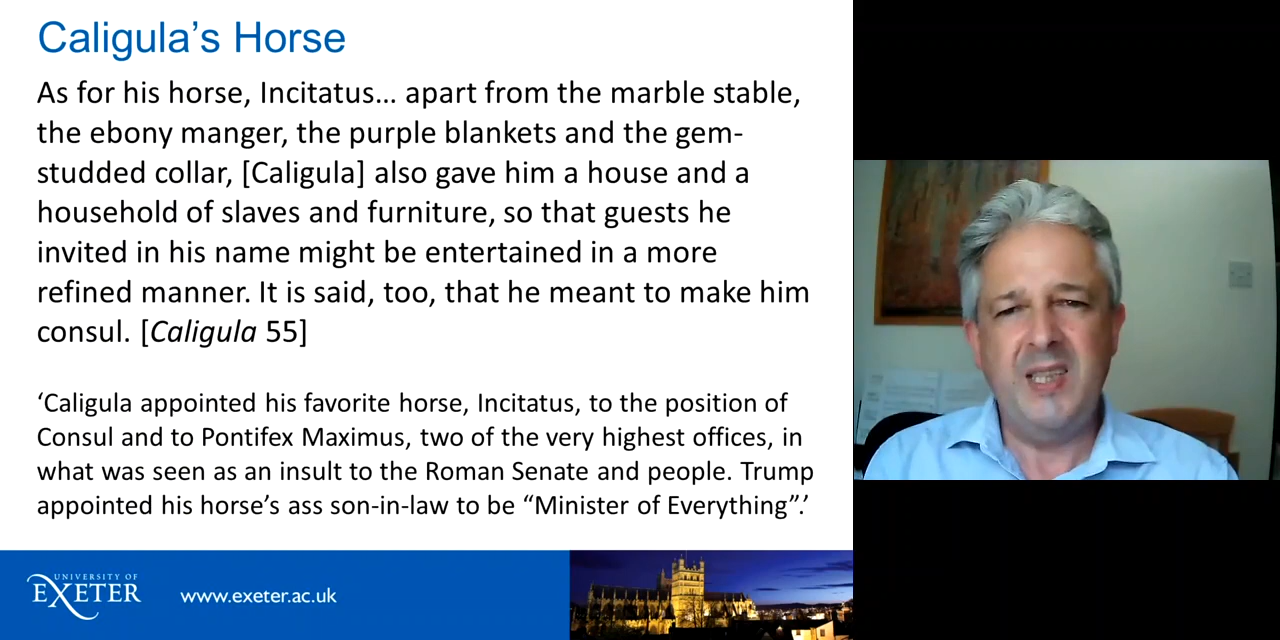 Caligula's Horse
As for his horse, Incitatus… apart from the marble stable,
the ebony manger, the purple blankets and the gem-
studded collar, [Caligula] also gave him a house and a
household of slaves and furniture, so that guests he
invited in his name might be entertained in a more
refined manner. It is said, too, that he meant to make him
consul. [Caligula 55]
‘Caligula appointed his favorite horse, Incitatus, to the position of
Consul and to Pontifex Maximus, two of the very highest offices, in
what was seen as an insult to the Roman Senate and people. Trump
appointed his horse's ass son-in-law to be “Minister of Everything”.’
UNIVERSITY OF
EXETER
www.exeter.ac.uk